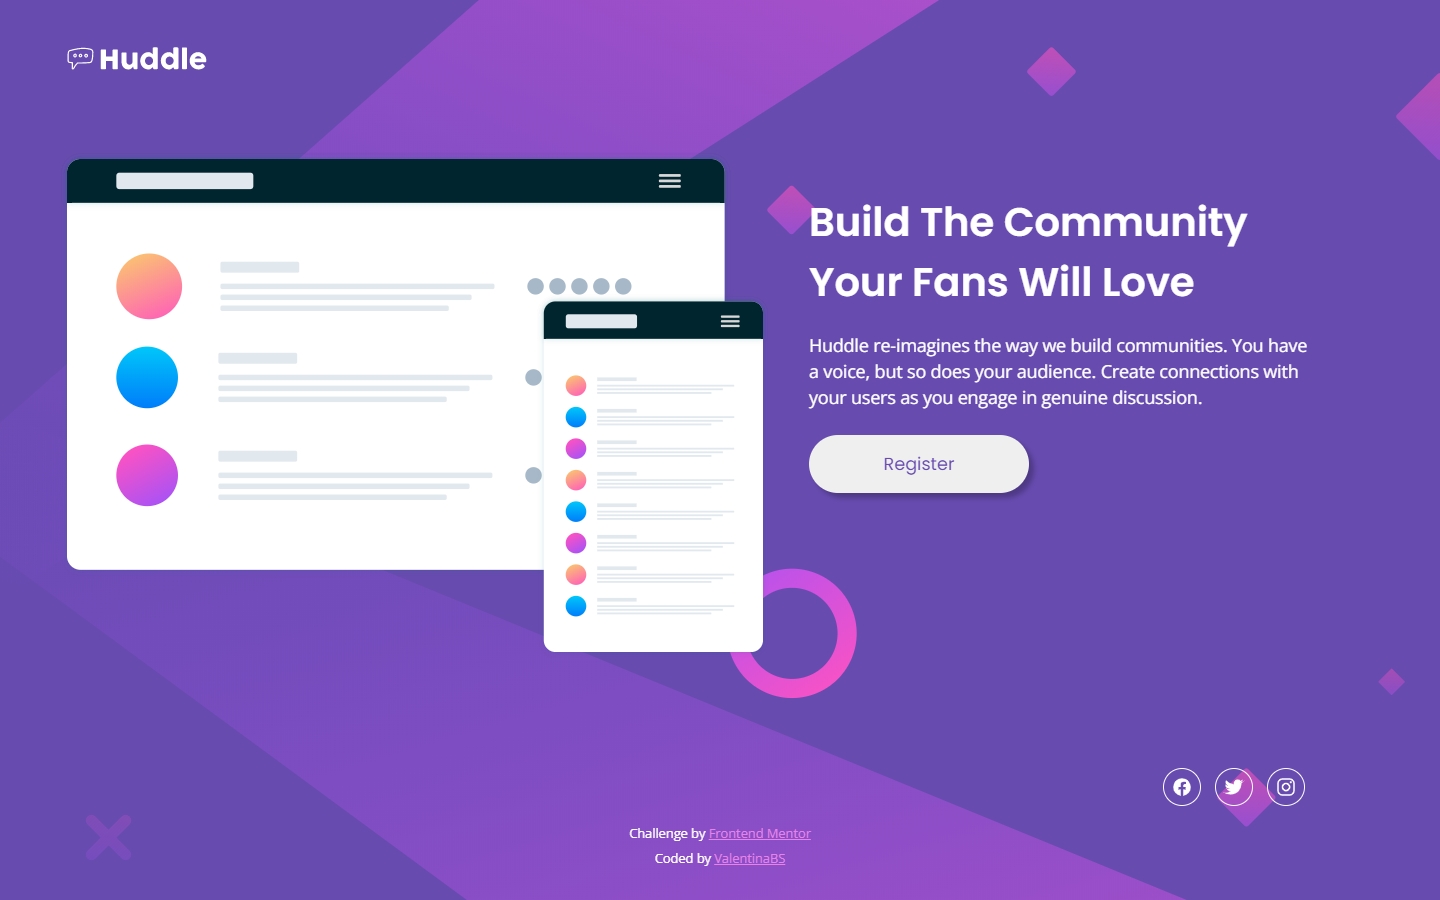 Huddle
Build The Community
Your Fans Will Love
Huddle re-imagines the way we build communities. You have
a voice, but so does your audience. Create connections with
your users as you engage in genuine discussion.
Register
Challenge by Frontend Mentor
Coded by ValentinaBS